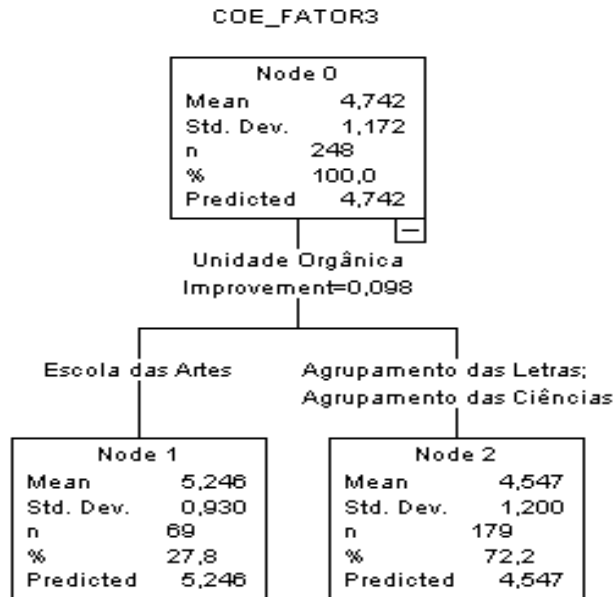 COE_FATOR3
Node 0
Mean 4,742
Std. Dev. 1,172
n 248
% 100,0
Predicted 4,742
Unidade Orgânica
Improvement=0,098
Escola das Artes
Agrupamento das Letras;
Agrupamento das Ciências
Node 1
Mean 5,246
Std. Dev. 0,930
n 69
% 27,8
Predicted 5,246
Node 2
Mean 4,547
Std. Dev. 1,200
n 179
% 72,2
Predicted 4,547